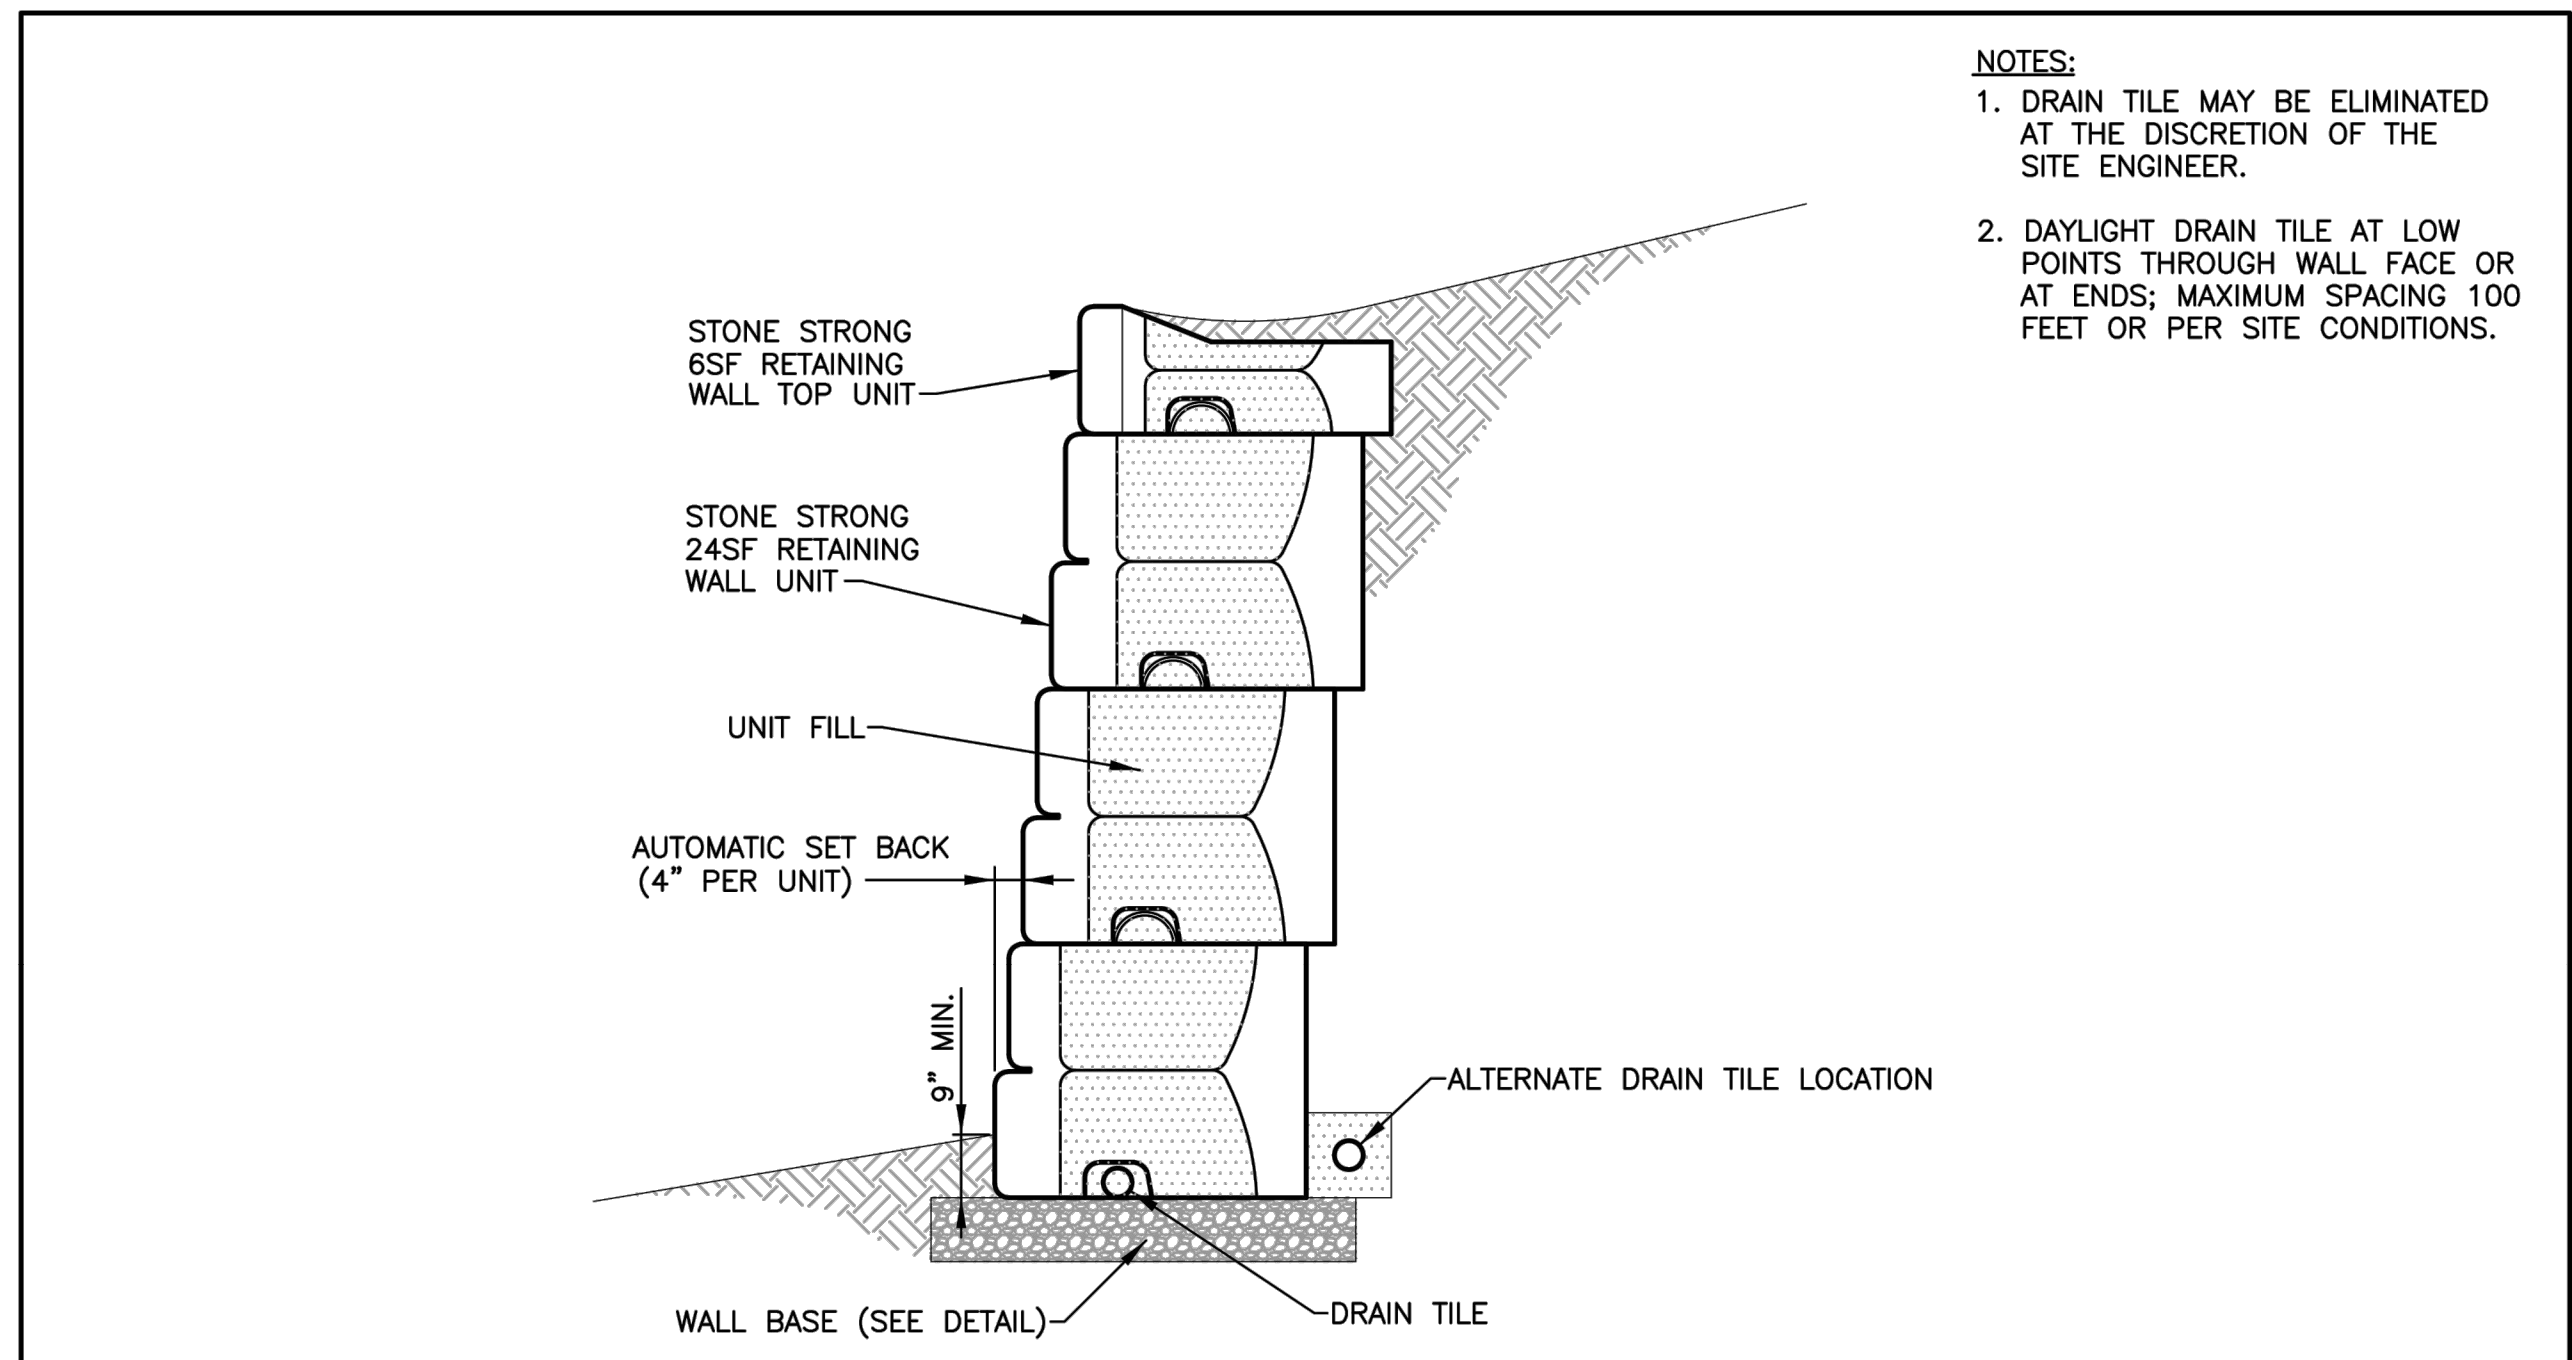 NOTES:
1. DRAIN TILE MAY BE ELIMINATED
AT THE DISCRETION OF THE
SITE ENGINEER.
2. DAYLIGHT DRAIN TILE AT LOW
POINTS THROUGH WALL FACE OR
AT ENDS; MAXIMUM SPACING 100
FEET OR PER SITE CONDITIONS.
STONE STRONG
6SF RETAINING
WALL TOP UNIT
STONE STRONG
24SF RETAINING
WALL UNIT
UNIT FILL
AUTOMATIC SET BACK
(4” PER UNIT)
9” MIN.
ALTERNATE DRAIN TILE LOCATION
WALL BASE (SEE DETAIL)
DRAIN TILE